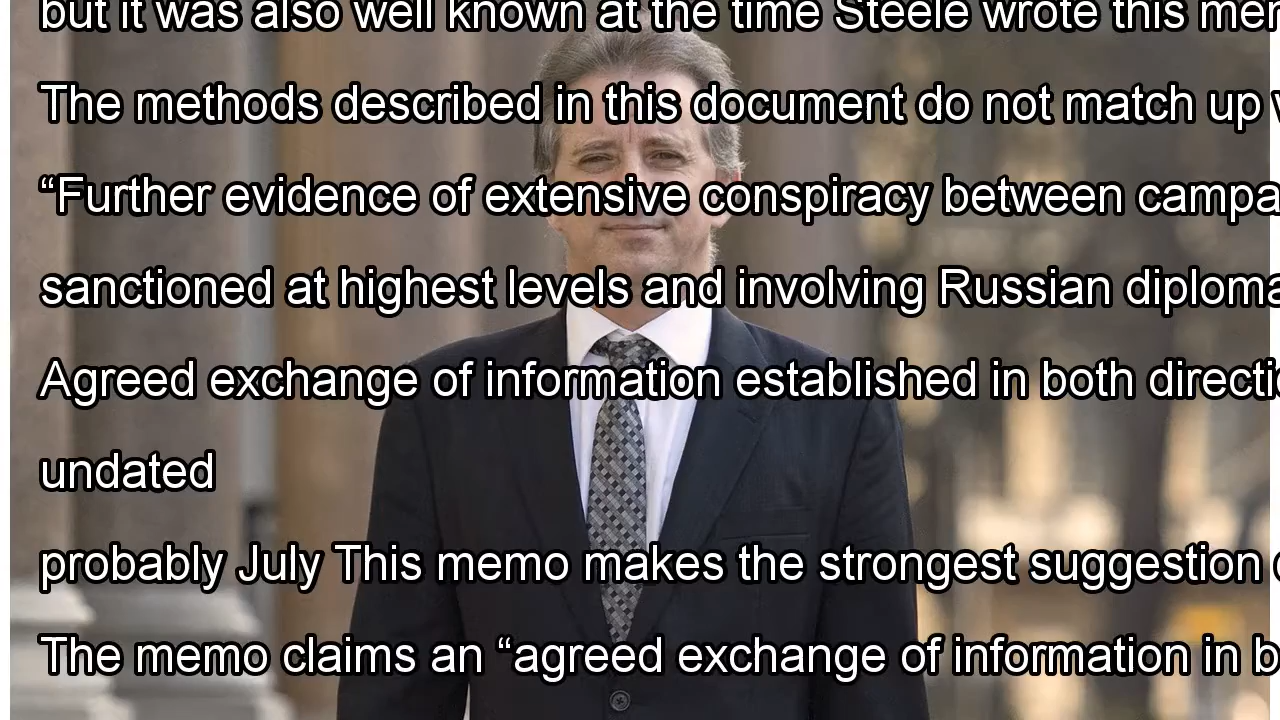 but it was also well known at the time Steele wrote this
The methods described in this document do not match up
“Further evidence of extensive conspiracy between
sanctioned at highest levels and involving Russian
Agreed exchange of information established in both
undated
probably July This memo makes the strongest suggestion
The memo claims an “agreed exchange of information in